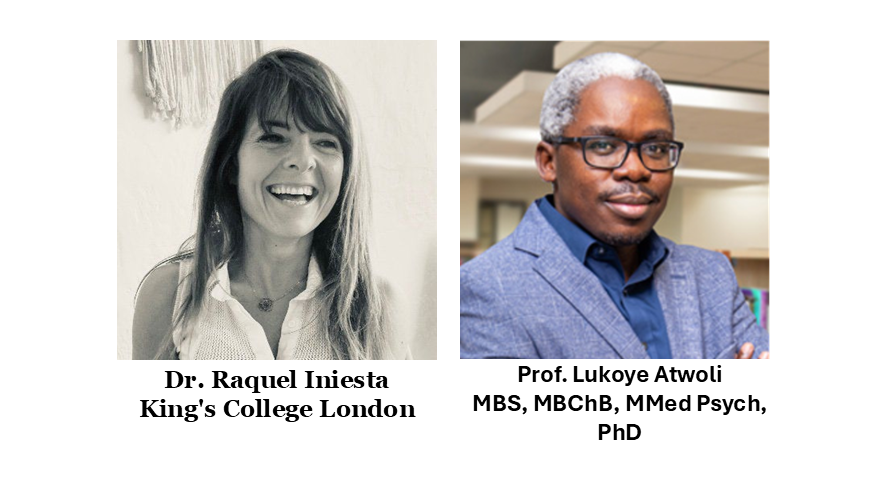 Dr. Raquel Iniesta
King's College London
Prof. Lukoye Atwoli
MBS, MBChB, MMed Psych,
PhD